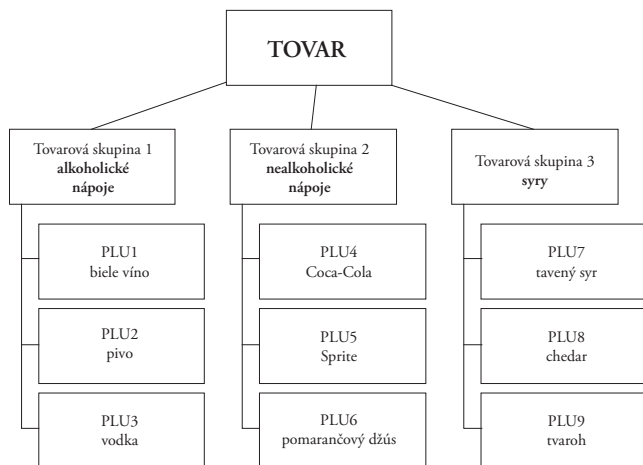 TOVAR
Tovarová skupina 1
alkoholické
nápoje
Tovarová skupina 2
nealkoholické
nápoje
Tovarová skupina 3
syry
PLU1
biele víno
PLU2
pivo
PLU3
vodka
PLU4
Coca-Cola
PLU5
Sprite
PLU6
pomarančový džús
PLU7
tavený syr
PLU8
chedar
PLU9
tvaroh